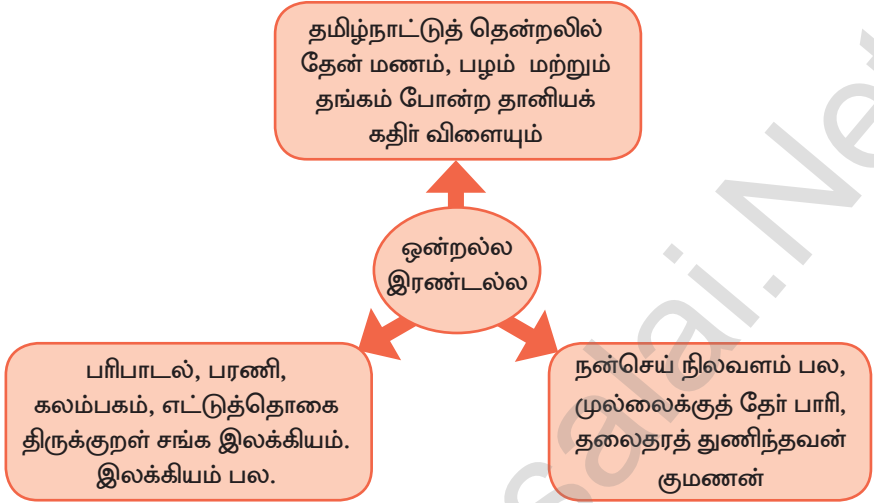 தமிழ்நாட்டுத் தென்றலில்
தேன் மணம், பழம் மற்றும்
தங்கம் போன்ற தானியக்
கதிர் விளையும்
ஒன்றல்ல
இரண்டல்ல
பரிபாடல், பரணி,
கலம்பகம், எட்டுத்தொகை
திருக்குறள் சங்க இலக்கியம்.
இலக்கியம் பல.
நன்செய் நிலவளம் பல,
முல்லைக்குத் தேர் பாரி,
தலைதரத் துணிந்தவன்
குமணன்